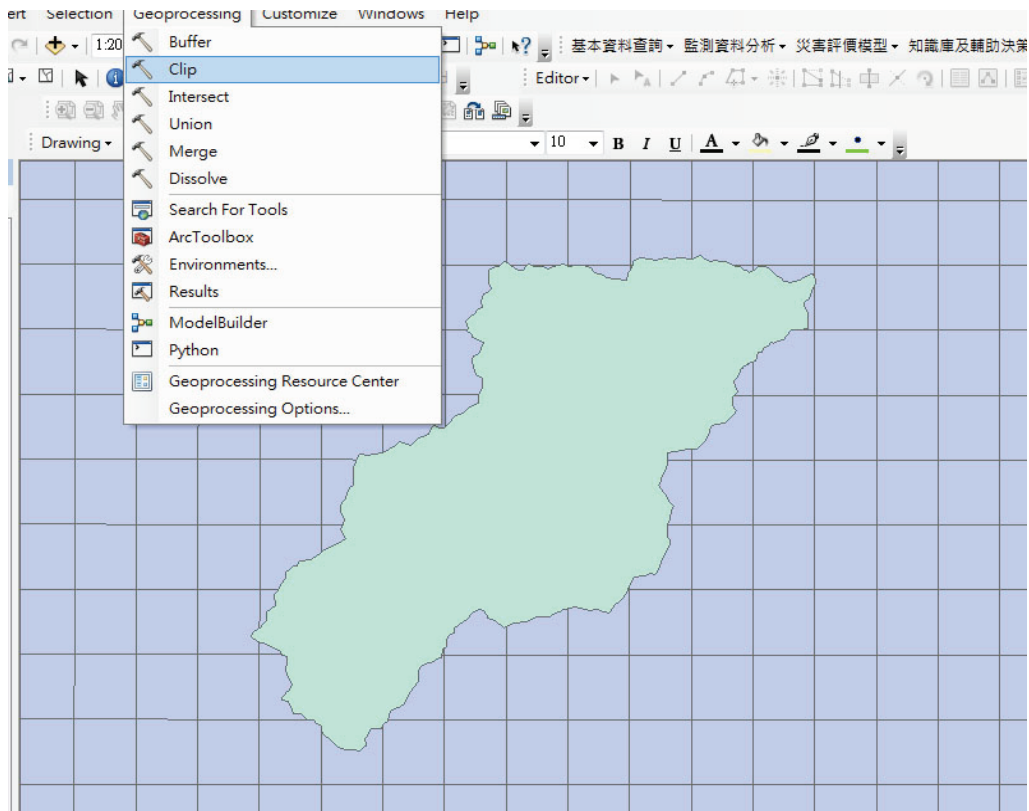 Selection Geoprocessing Customize Windows Help
1:20 基本資料查詢 監測資料分析 災害評價模型 知識庫及輔助決策
Editor
Drawing 10 B I U A
Buffer
Clip
Intersect
Union
Merge
Dissolve
Search For Tools
ArcToolbox
Environments...
Results
ModelBuilder
Python
Geoprocessing Resource Center
Geoprocessing Options...